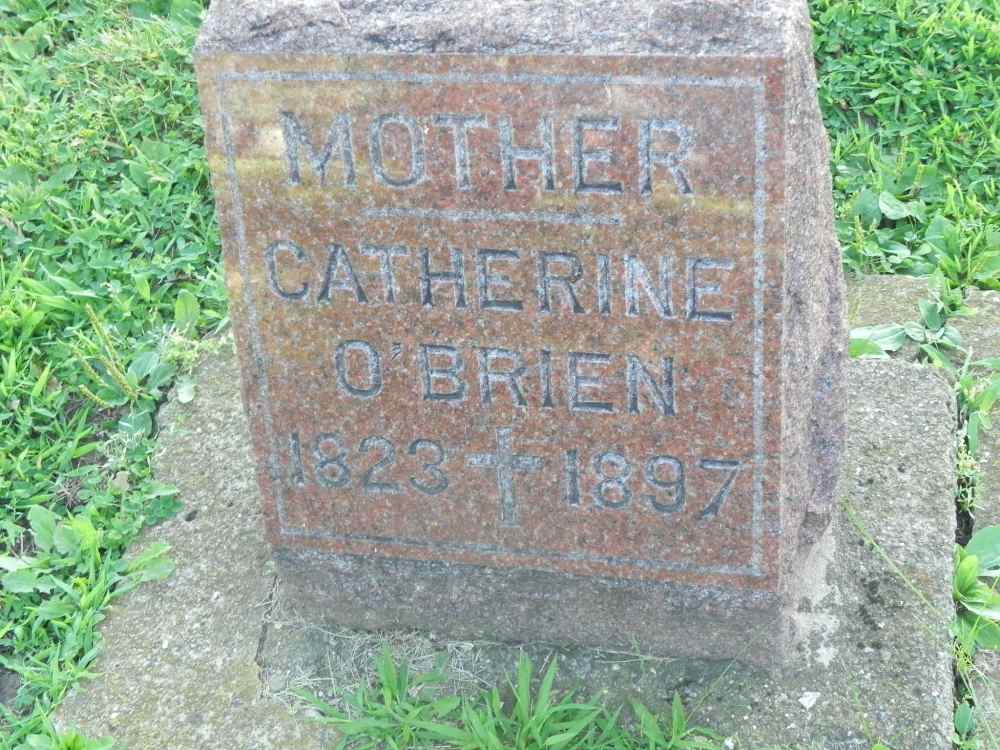 MOTHER
CATHERINE
O'BRIEN
1823 1897